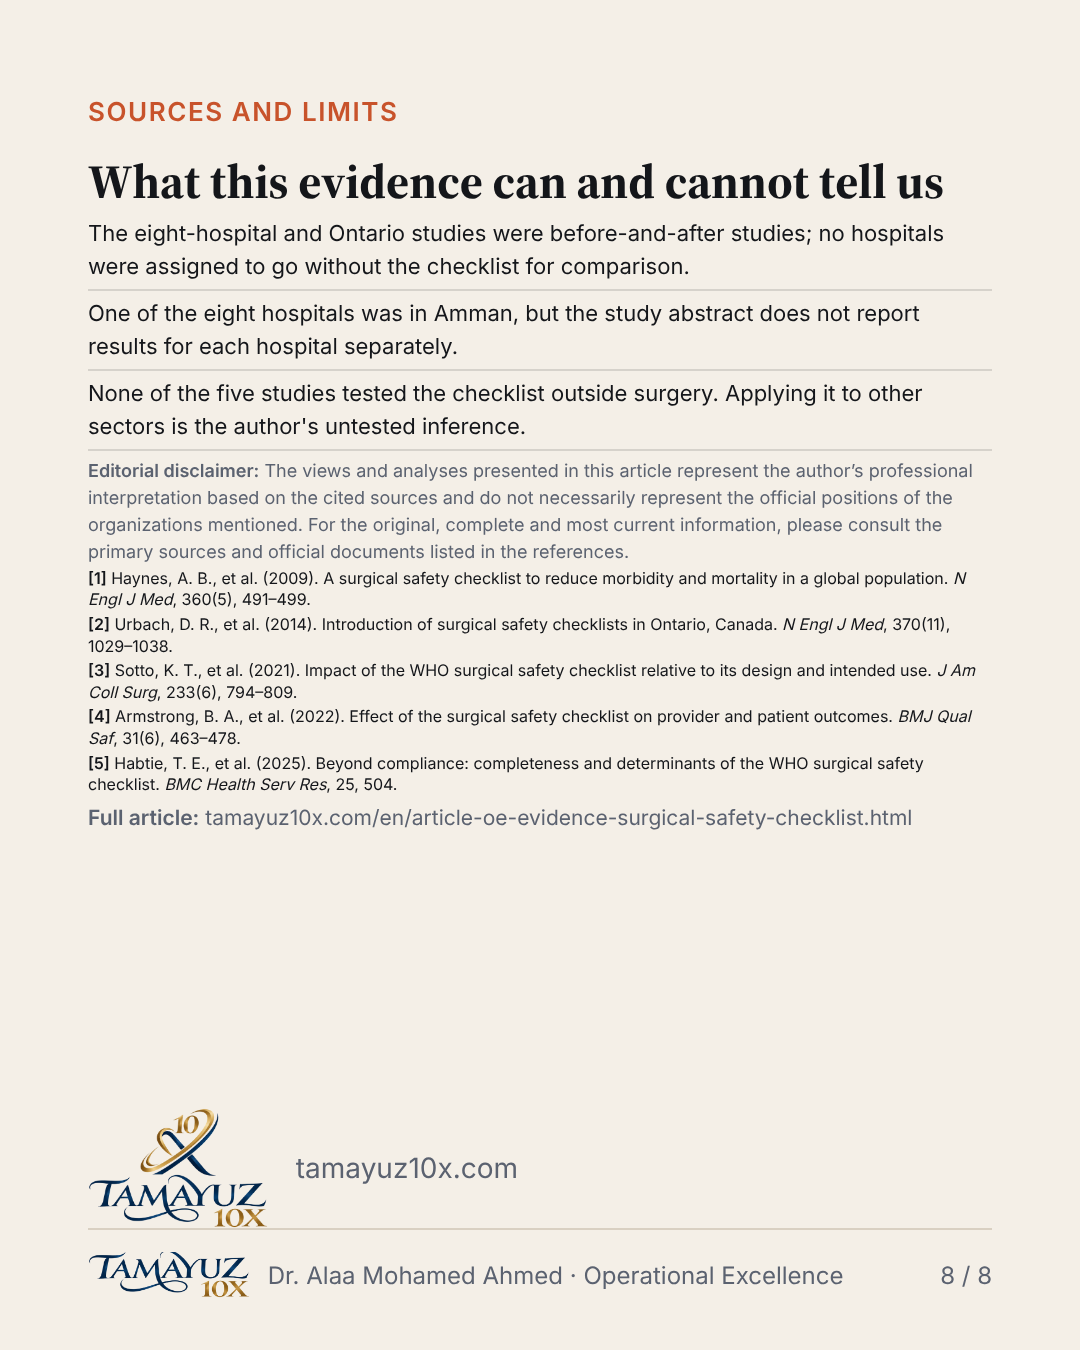 SOURCES AND LIMITS
What this evidence can and cannot tell us
The eight-hospital and Ontario studies were before-and-after studies; no hospitals
were assigned to go without the checklist for comparison.
One of the eight hospitals was in Amman, but the study abstract does not report
results for each hospital separately.
None of the five studies tested the checklist outside surgery. Applying it to other
sectors is the author's untested inference.
Editorial disclaimer: The views and analyses presented in this article represent the author’s professional
interpretation based on the cited sources and do not necessarily represent the official positions of the
organizations mentioned. For the original, complete and most current information, please consult the
primary sources and official documents listed in the references.
[1] Haynes, A. B., et al. (2009). A surgical safety checklist to reduce morbidity and mortality in a global population. N
Engl J Med, 360(5), 491–499.
[2] Urbach, D. R., et al. (2014). Introduction of surgical safety checklists in Ontario, Canada. N Engl J Med, 370(11),
1029–1038.
[3] Sotto, K. T., et al. (2021). Impact of the WHO surgical safety checklist relative to its design and intended use. J Am
Coll Surg, 233(6), 794–809.
[4] Armstrong, B. A., et al. (2022). Effect of the surgical safety checklist on provider and patient outcomes. BMJ Qual
Saf, 31(6), 463–478.
[5] Habtie, T. E., et al. (2025). Beyond compliance: completeness and determinants of the WHO surgical safety
checklist. BMC Health Serv Res, 25, 504.
Full article: tamayuz10x.com/en/article-oe-evidence-surgical-safety-checklist.html
10
TAMAYUZ
10X
tamayuz10x.com
TAMAYUZ
10X
Dr. Alaa Mohamed Ahmed · Operational Excellence
8 / 8